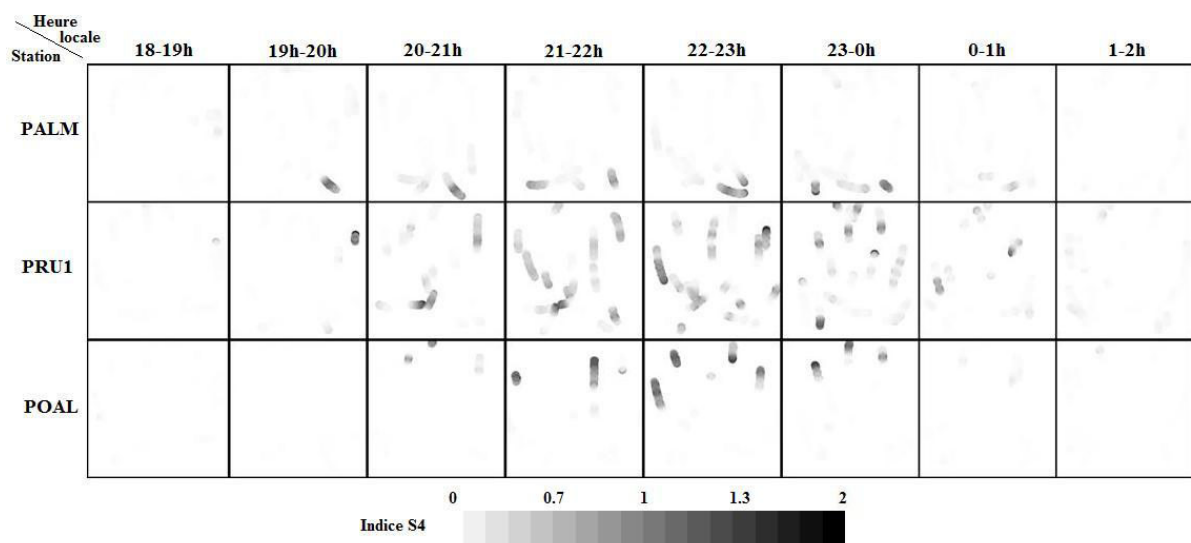 Heure
locale
Station
18-19h 19h-20h 20-21h 21-22h 22-23h 23-0h 0-1h 1-2h
PALM
PRU1
POAL
0 0.7 1 1.3 2
Indice S4